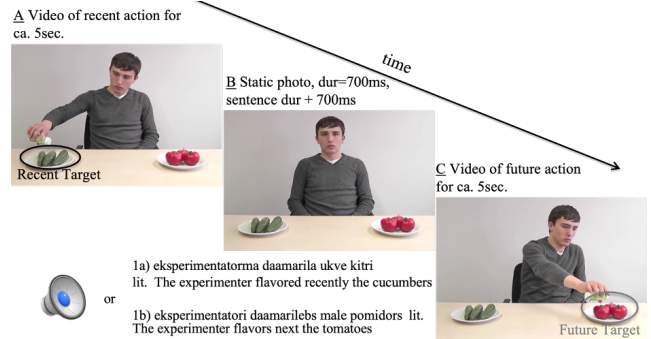 A Video of recent action for
ca. 5sec.
time
B Static photo, dur=700ms,
sentence dur + 700ms
Recent Target
C Video of future action
for ca. 5sec.
1a) eksperimentatorma daamarila ukve kitri
lit. The experimenter flavored recently the cucumbers
or
1b) eksperimentatori daamarilebs male pomidors lit.
The experimenter flavors next the tomatoes
Future Target